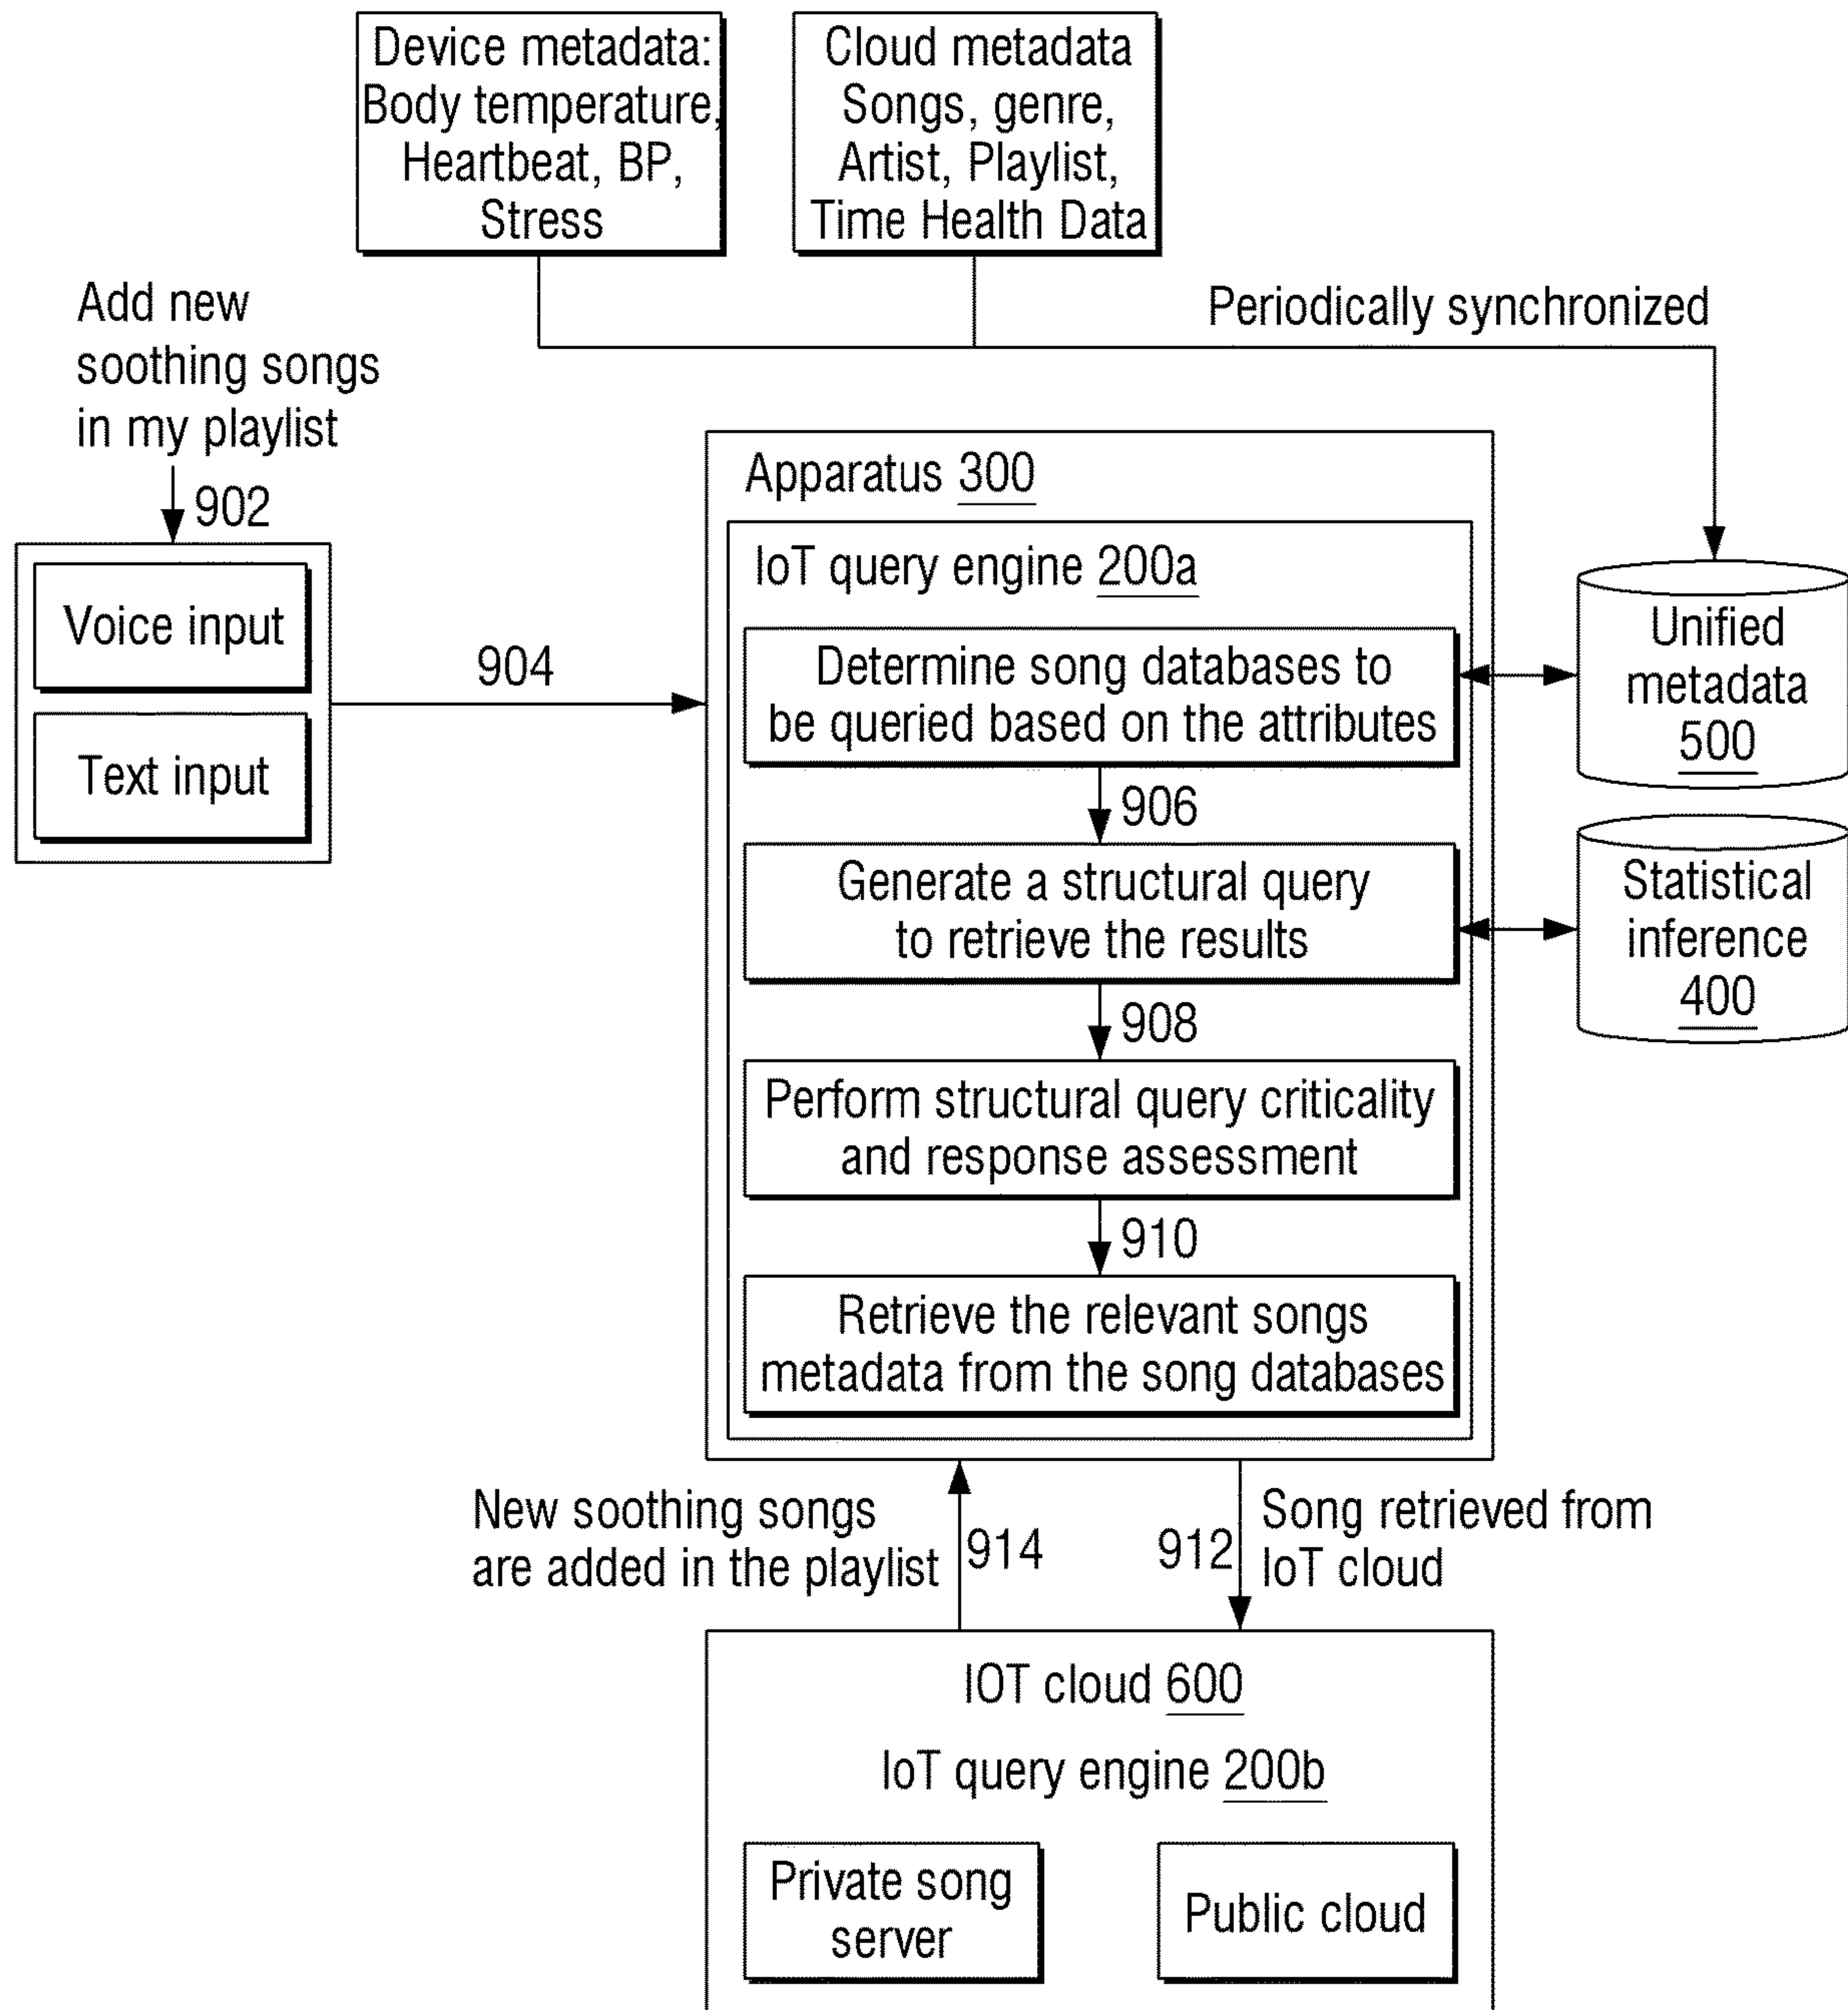 Device metadata:
Body temperature,
Heartbeat, BP,
Stress
Cloud metadata
Songs, genre,
Artist, Playlist,
Time Health Data
Periodically synchronized
Add new
soothing songs
in my playlist
902
Voice input
Text input
904
Apparatus 300
IoT query engine 200a
Determine song databases to
be queried based on the attributes
906
Generate a structural query
to retrieve the results
908
Perform structural query criticality
and response assessment
910
Retrieve the relevant songs
metadata from the song databases
Unified
metadata
500
Statistical
inference
400
New soothing songs
are added in the playlist
914
912
Song retrieved from
IoT cloud
IOT cloud 600
IoT query engine 200b
Private song
server
Public cloud